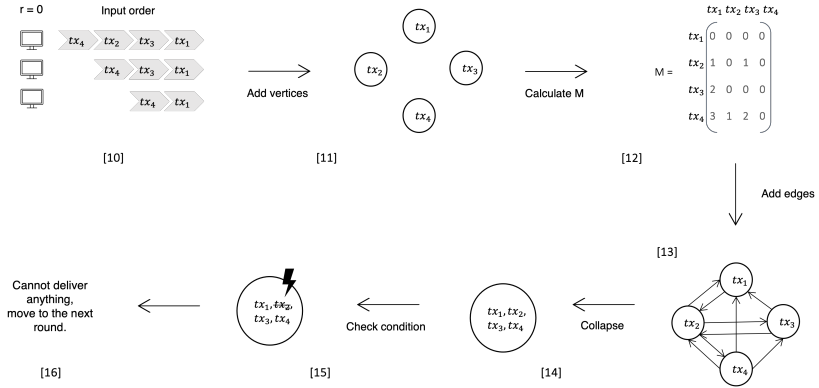 r = 0
Input order
tx₄ tx₂ tx₃ tx₁
tx₄ tx₃ tx₁
tx₄ tx₁
[10]
tx₁
tx₂
tx₃
tx₄
Add vertices
[11]
Calculate M
tx₁ tx₂ tx₃ tx₄
M =
tx₁ 0 0 0 0
tx₂ 1 0 1 0
tx₃ 2 0 0 0
tx₄ 3 1 2 0
[12]
Add edges
[13]
tx₁
tx₂
tx₃
tx₄
Collapse
tx₁, tx₂,
tx₃, tx₄
[14]
Check condition
tx₁, tx₂,
tx₃, tx₄
[15]
Cannot deliver
anything,
move to the next
round.
[16]